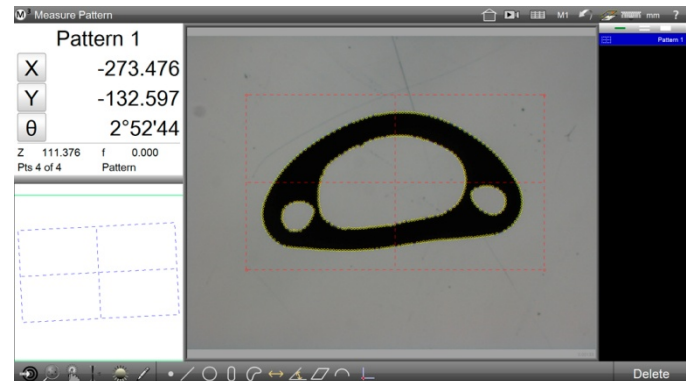 M³ Measure Pattern
M1
mm ?
Pattern 1
X -273.476
Y -132.597
θ 2°52'44
Z 111.376 f 0.000
Pts 4 of 4 Pattern
Pattern 1
Delete